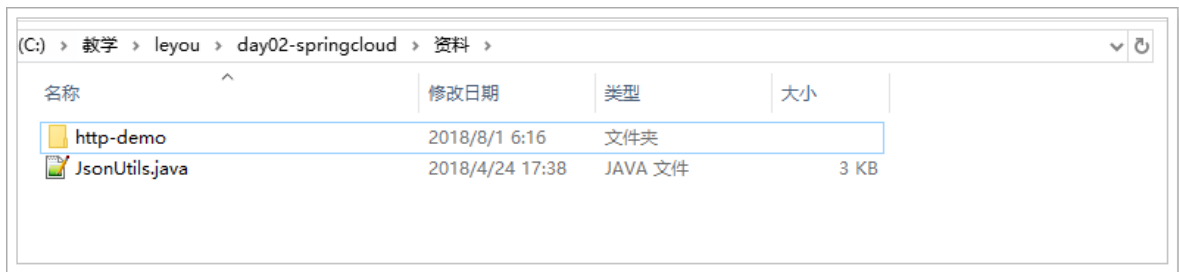 (C:) › 教学 › leyou › day02-springcloud › 资料 ›
名称 修改日期 类型 大小
http-demo 2018/8/1 6:16 文件夹
JsonUtils.java 2018/4/24 17:38 JAVA 文件 3 KB